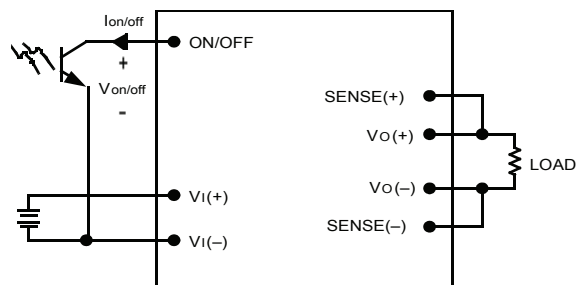 Ion/off
ON/OFF
+
Von/off
-
SENSE(+)
VO(+)
LOAD
VO(–)
VI(+)
SENSE(–)
VI(–)